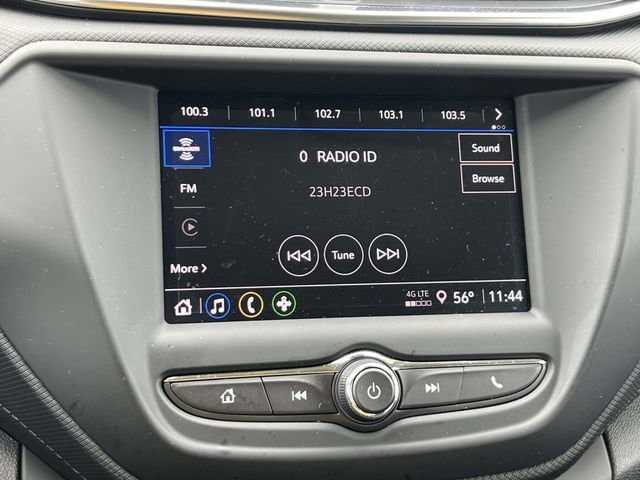 100.3 101.1 102.7 103.1 103.5
0 RADIO ID
Sound
FM
23H23ECD
Browse
More
Tune
4G LTE
56° 11:44